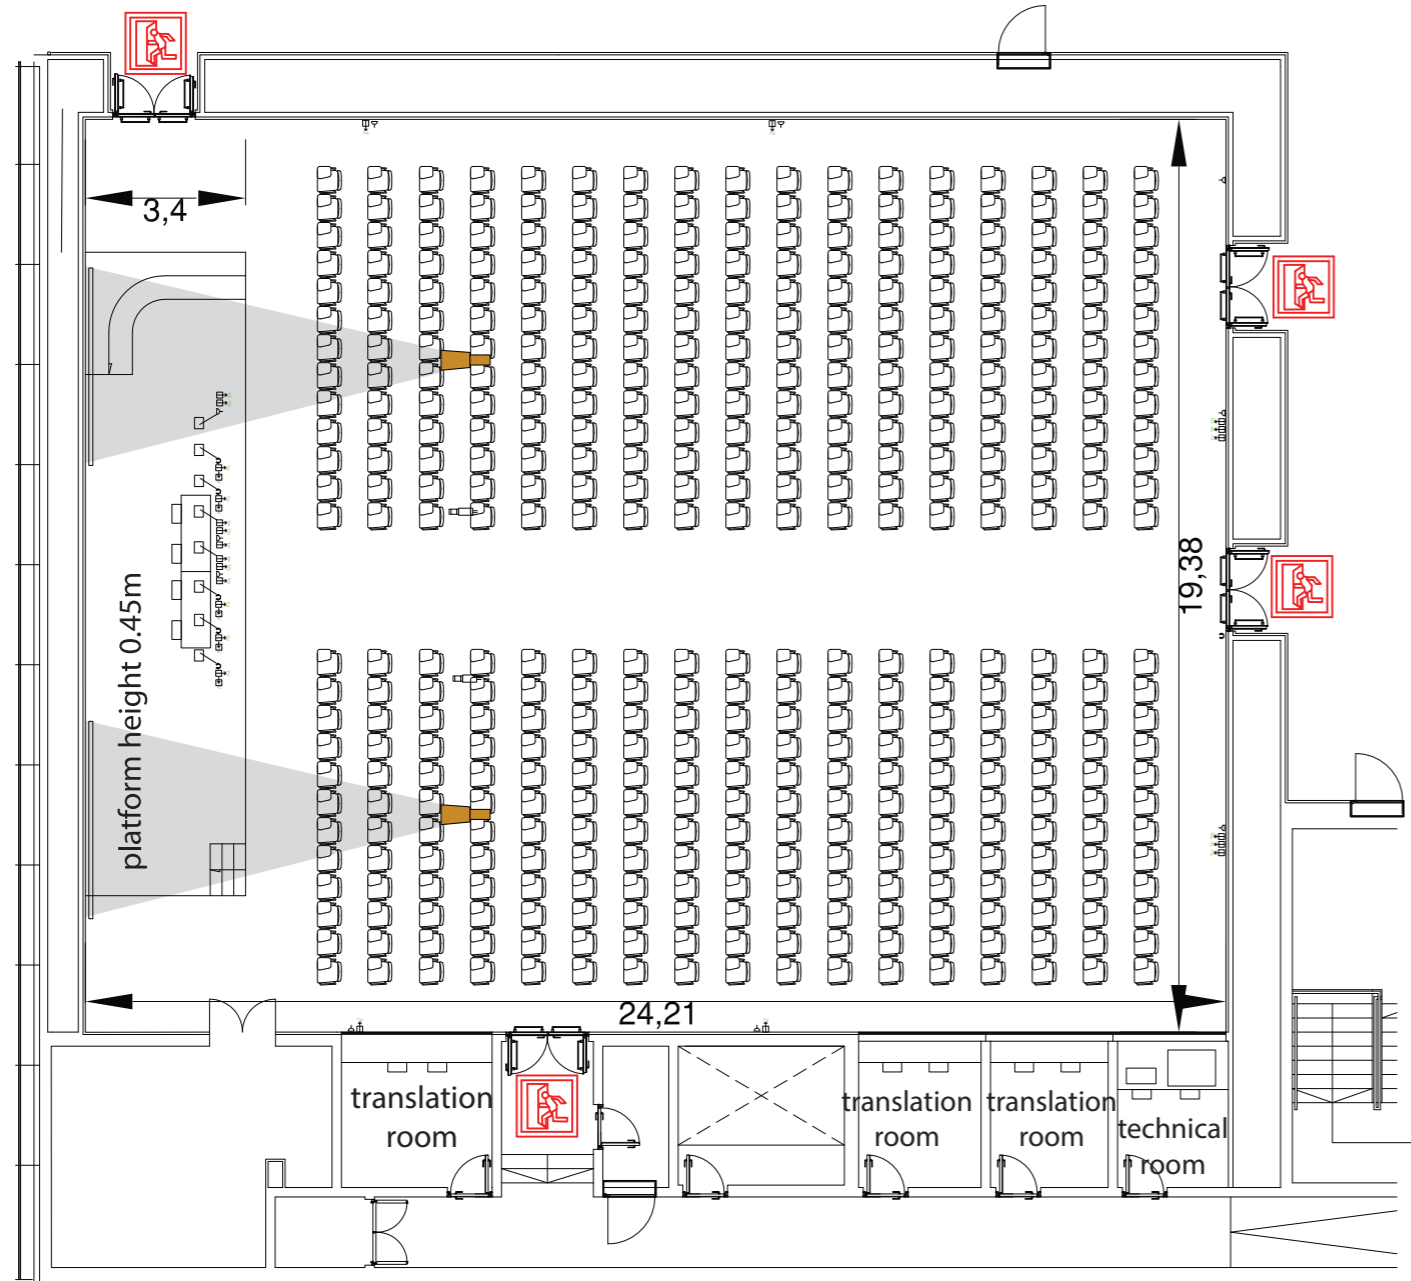 3,4
platform height 0.45m
19,38
24,21
translation
room
translation
room
translation
room
technical
room